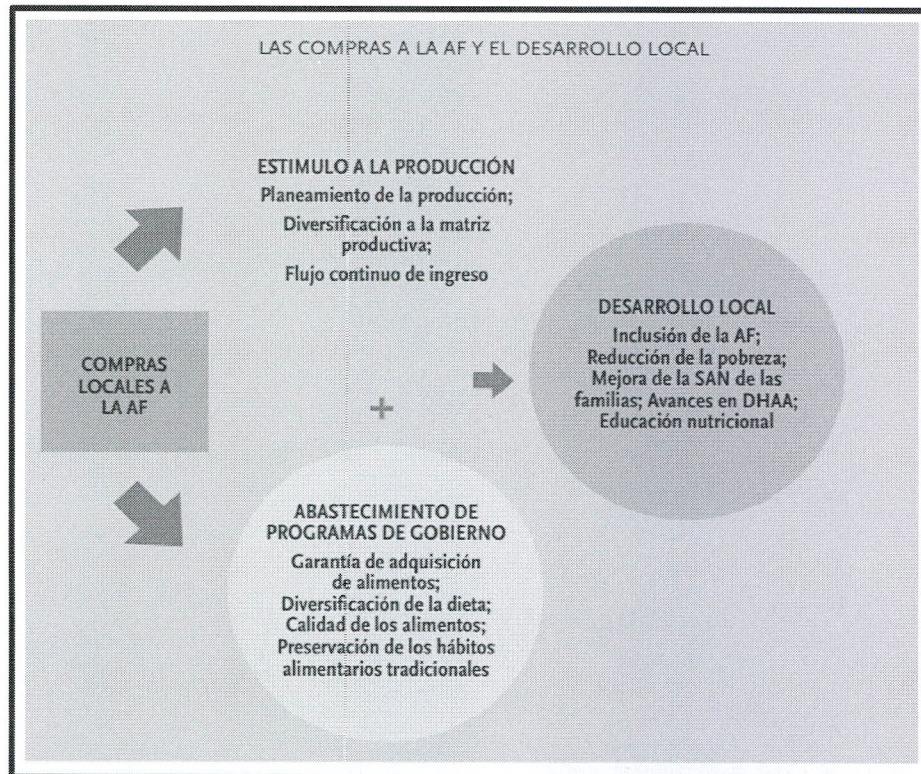 LAS COMPRAS A LA AF Y EL DESARROLLO LOCAL
ESTIMULO A LA PRODUCCIÓN
Planeamiento de la producción;
Diversificación a la matriz
productiva;
Flujo continuo de ingreso
COMPRAS
LOCALES A
LA AF
+
ABASTECIMIENTO DE
PROGRAMAS DE GOBIERNO
Garantía de adquisición
de alimentos;
Diversificación de la dieta;
Calidad de los alimentos;
Preservación de los hábitos
alimentarios tradicionales
DESARROLLO LOCAL
Inclusión de la AF;
Reducción de la pobreza;
Mejora de la SAN de las
familias; Avances en DHAA;
Educación nutricional